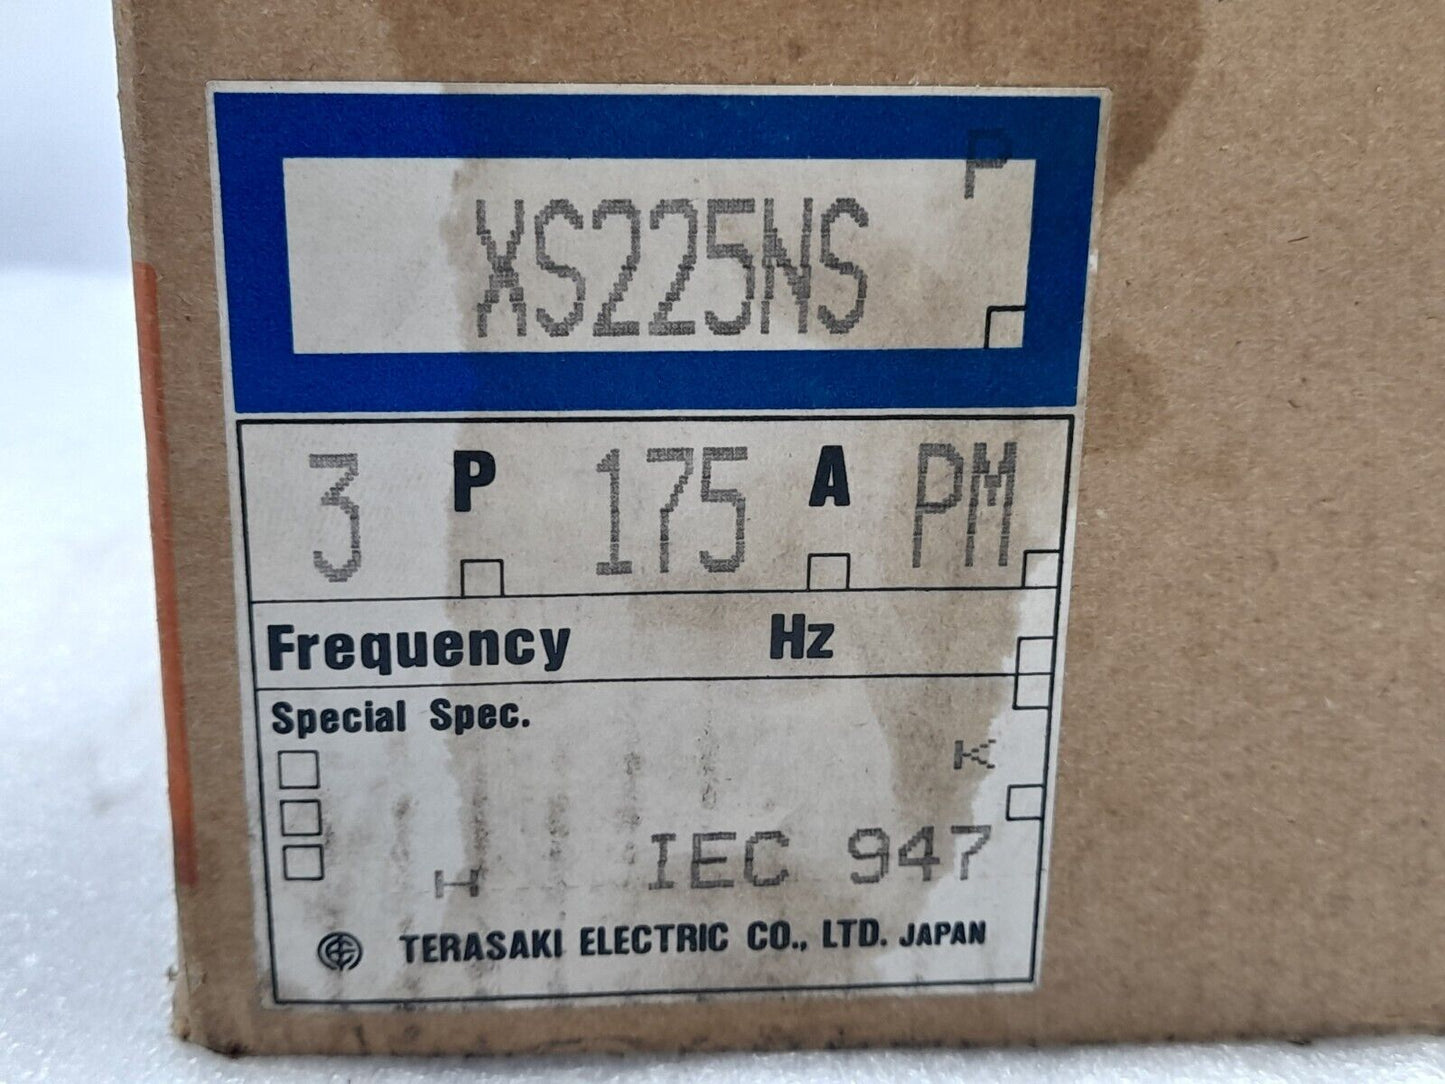 P
XS225NS
3 P 175 A PM
Frequency Hz
Special Spec.
K
H IEC 947
TERASAKI ELECTRIC CO., LTD. JAPAN